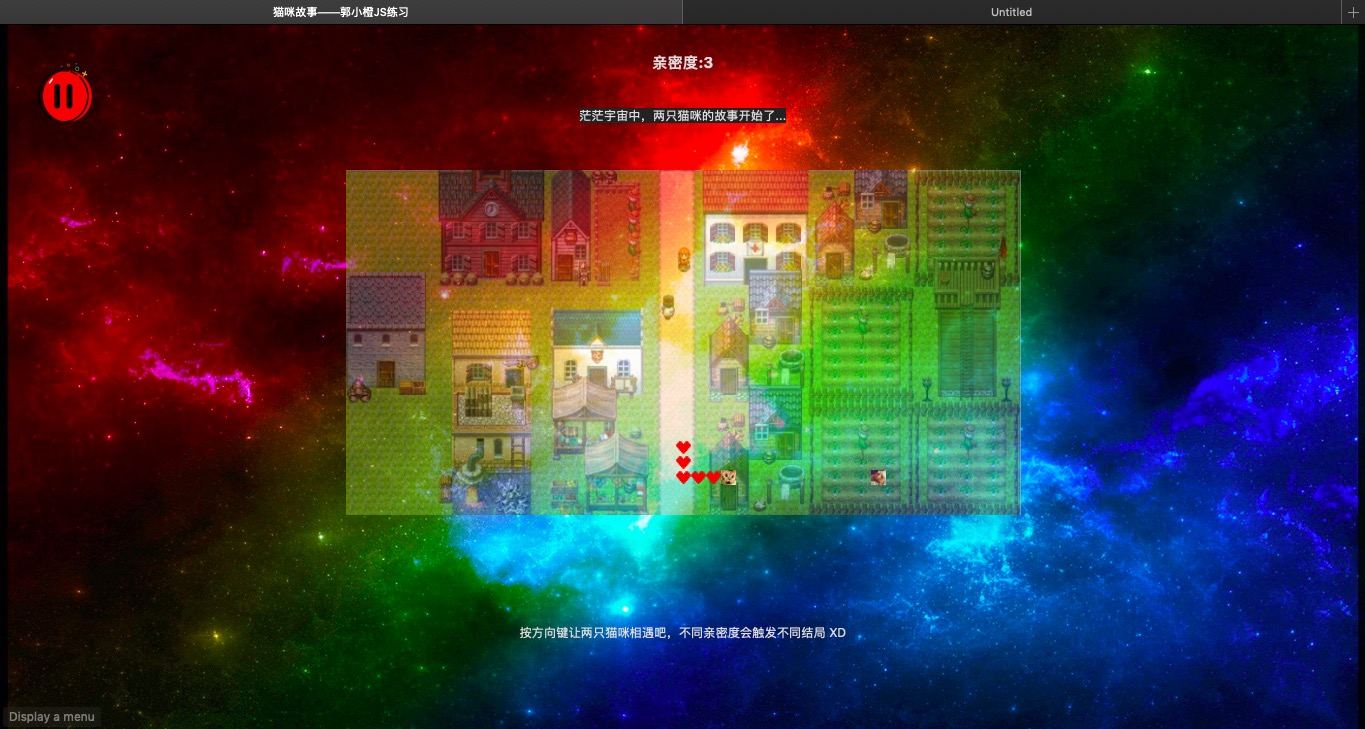 猫咪故事——郭小橙JS练习
Untitled
亲密度:3
茫茫宇宙中，两只猫咪的故事开始了...
按方向键让两只猫咪相遇吧，不同亲密度会触发不同结局 XD
Display a menu